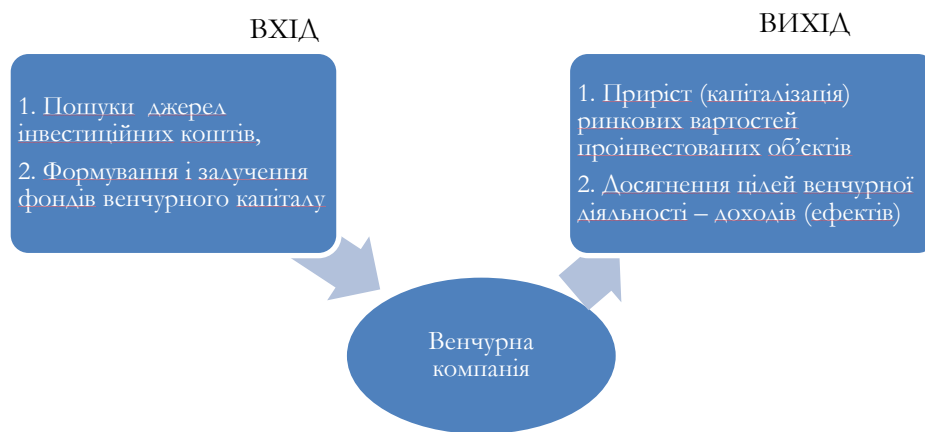 ВХІД
1. Пошуки джерел
інвестиційних коштів,
2. Формування і залучення
фондів венчурного капіталу
ВИХІД
1. Приріст (капіталізація)
ринкових вартостей
проінвестованих об’єктів
2. Досягнення цілей венчурної
діяльності – доходів (ефектів)
Венчурна
компанія